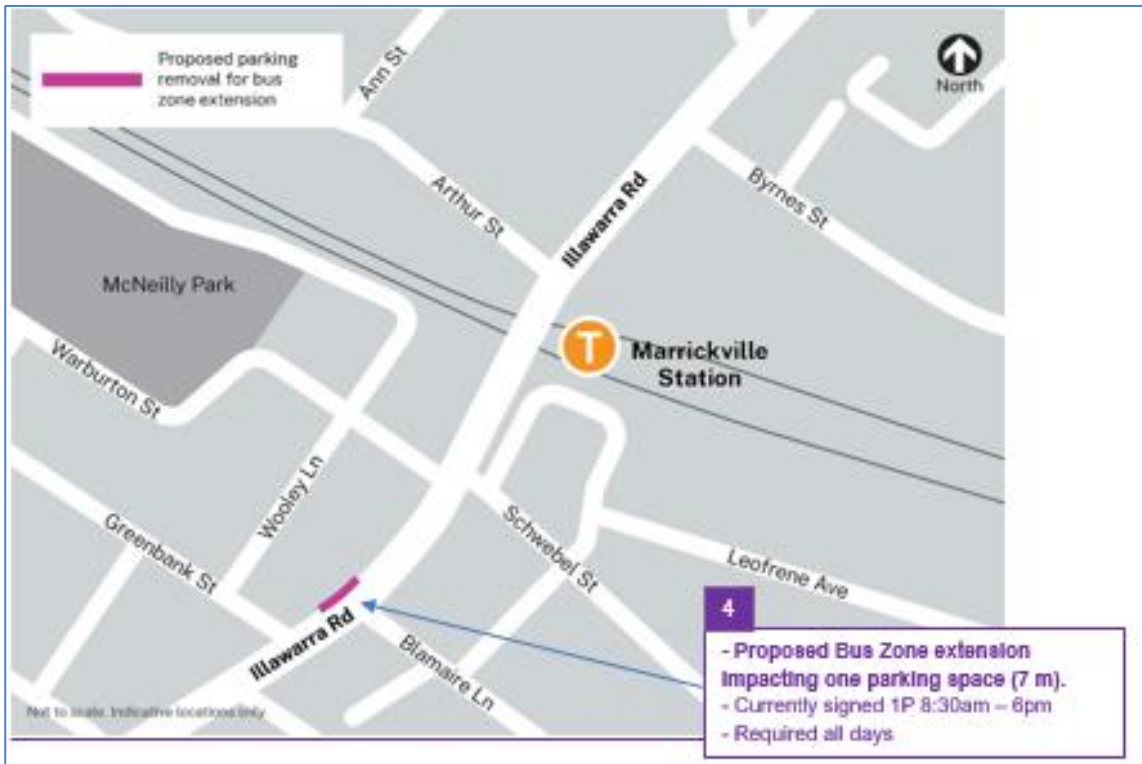 Proposed parking
removal for bus
zone extension
North
Ann St
Arthur St
Illawarra Rd
Byrnes St
McNeilly Park
T
Marrickville
Station
Warburton St
Wooley Ln
Greenbank St
Schwebel St
Leofrene Ave
Illawarra Rd
Blamaire Ln
Not to scale. Indicative locations only
4
- Proposed Bus Zone extension
impacting one parking space (7 m).
- Currently signed 1P 8:30am – 6pm
- Required all days